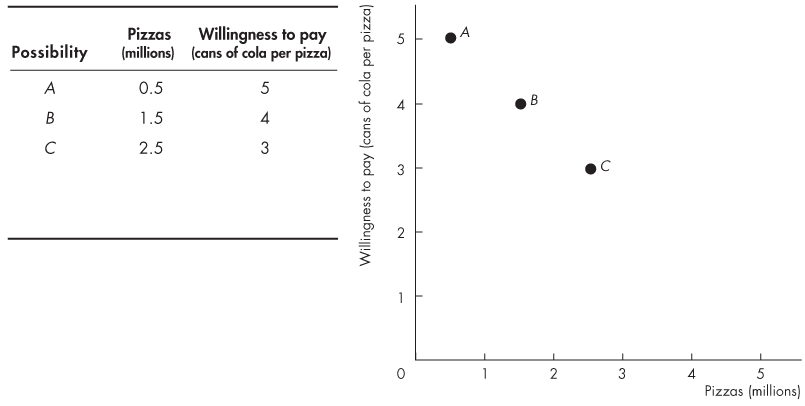 Possibility Pizzas (millions) Willingness to pay (cans of cola per pizza)
A 0.5 5
B 1.5 4
C 2.5 3
Willingness to pay (cans of cola per pizza)
5
4
3
2
1
A
B
C
0 1 2 3 4 5
Pizzas (millions)